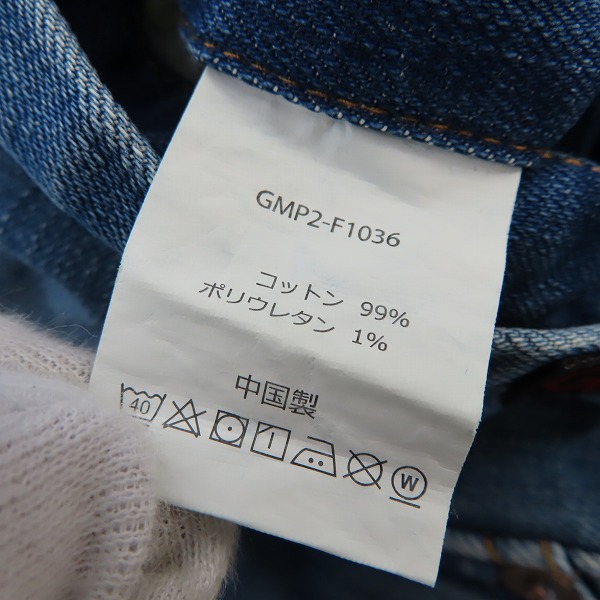 GMP2-F1036
コットン 99%
ポリウレタン 1%
中国製
40
W